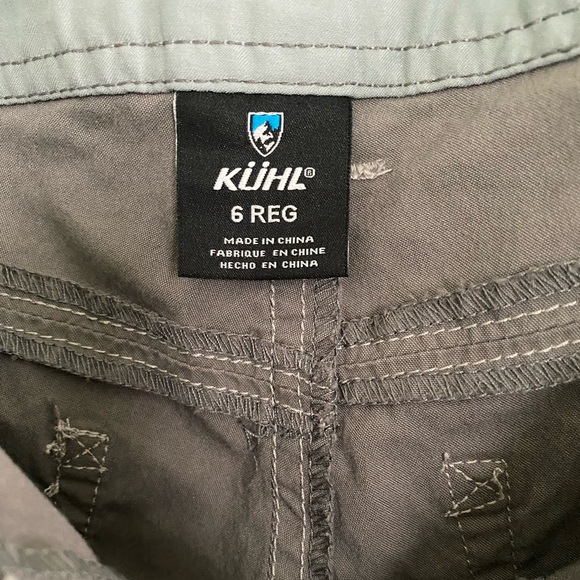 KÜHL®
6 REG
MADE IN CHINA
FABRIQUE EN CHINE
HECHO EN CHINA